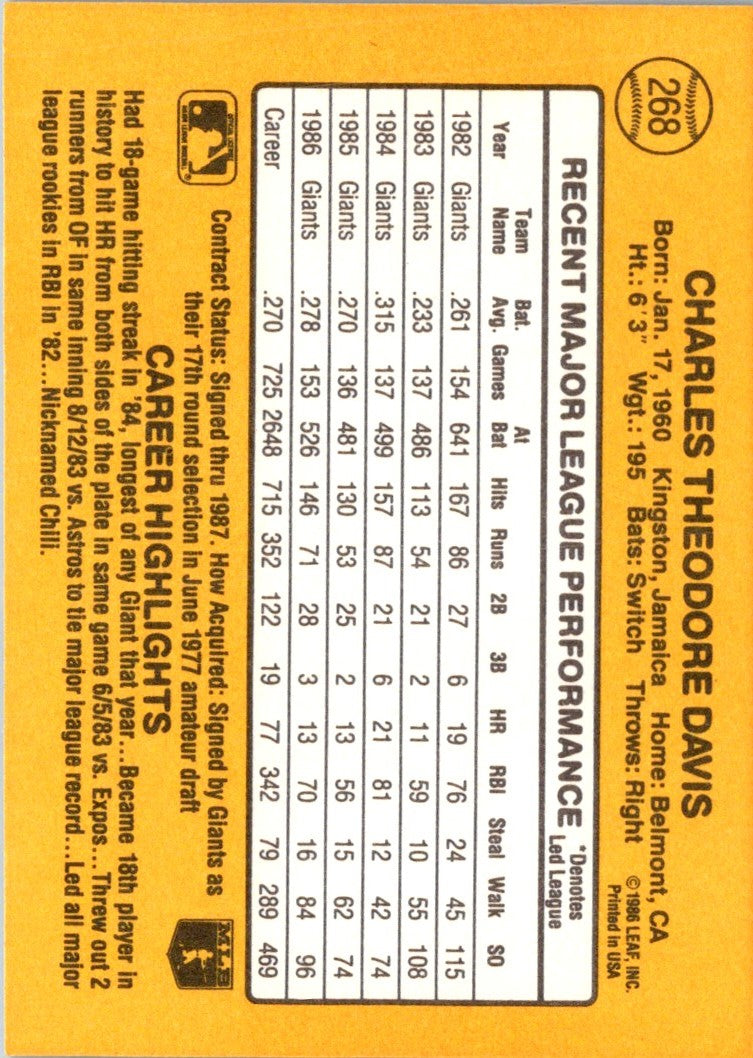 268
CHARLES THEODORE DAVIS
Born: Jan. 17, 1960 Kingston, Jamaica Home: Belmont, CA
Ht.: 6'3" Wgt.: 195 Bats: Switch Throws: Right
©1986 LEAF, INC.
Printed in USA
RECENT MAJOR LEAGUE PERFORMANCE *Denotes Led League
Year Team Name Bat. Avg. Games At Bat Hits Runs 2B 3B HR RBI Steal Walk SO
1982 Giants .261 154 641 167 86 27 6 19 76 24 45 115
1983 Giants .233 137 486 113 54 21 2 11 59 10 55 108
1984 Giants .315 137 499 157 87 21 6 21 81 12 42 74
1985 Giants .270 136 481 130 53 25 2 13 56 15 62 74
1986 Giants .278 153 526 146 71 28 3 13 70 16 84 96
Career .270 725 2648 715 352 122 19 77 342 79 289 469
Contract Status: Signed thru 1987. How Acquired: Signed by Giants as
their 17th round selection in June 1977 amateur draft
MLB
CAREER HIGHLIGHTS
Had 18-game hitting streak in '84, longest of any Giant that year...Became 18th player in
history to hit HR from both sides of the plate in same game 6/5/83 vs. Expos...Threw out 2
runners from OF in same inning 8/12/83 vs. Astros to tie major league record...Led all major
league rookies in RBI in '82...Nicknamed Chili.